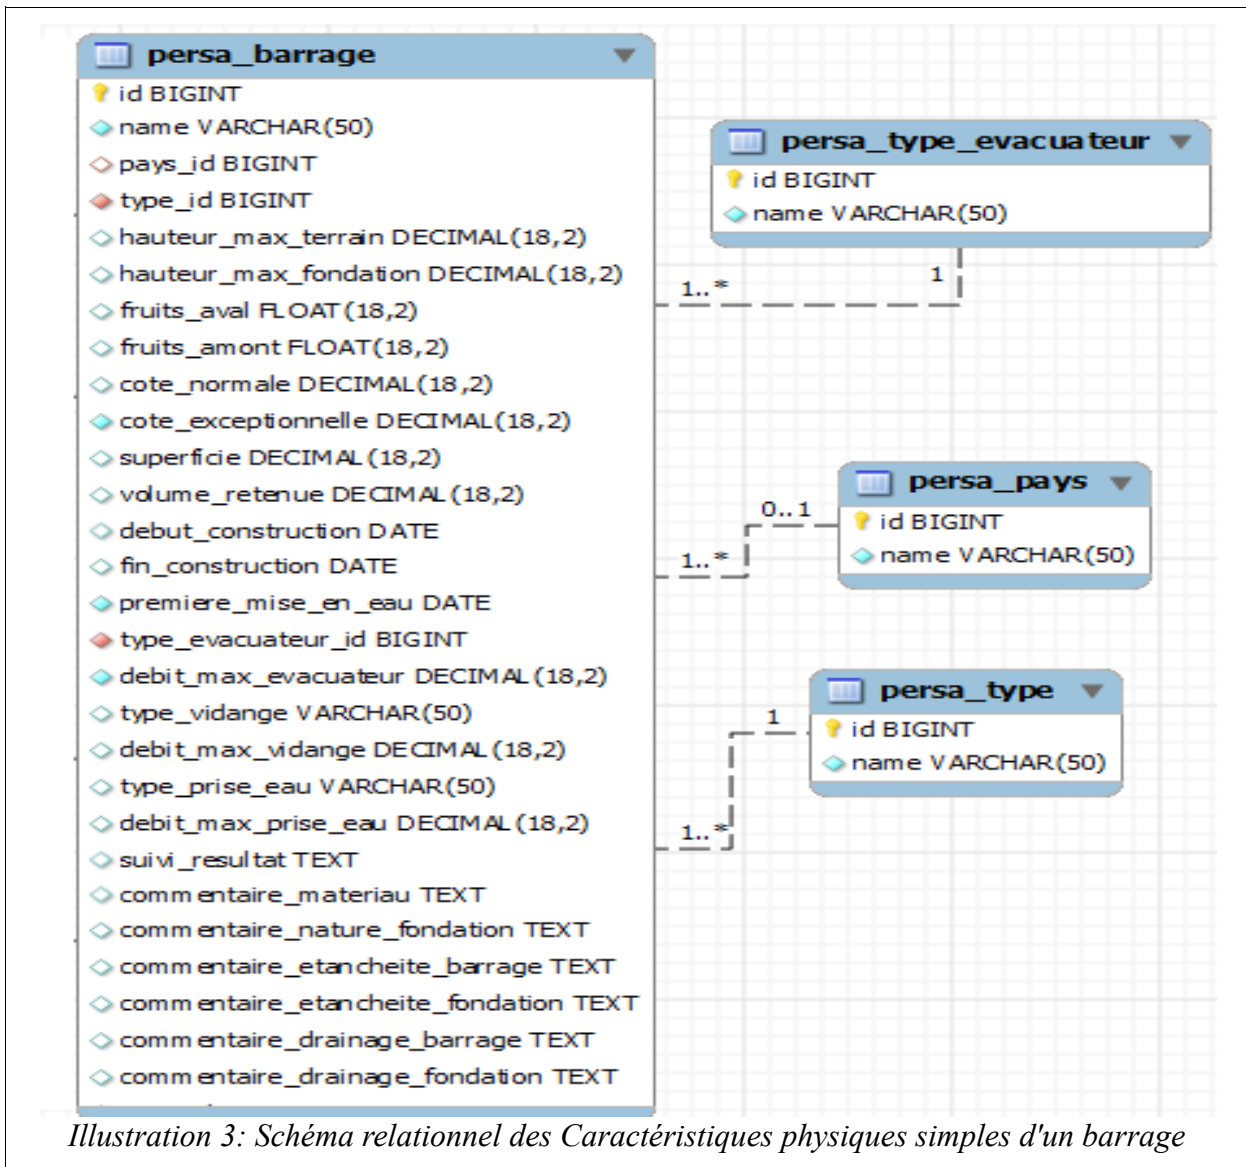 persa_barrage
id BIGINT
name VARCHAR(50)
pays_id BIGINT
type_id BIGINT
hauteur_max_terrain DECIMAL(18,2)
hauteur_max_fondation DECIMAL(18,2)
fruits_aval FLOAT(18,2)
fruits_amont FLOAT(18,2)
cote_normale DECIMAL(18,2)
cote_exceptionnelle DECIMAL(18,2)
superficie DECIMAL(18,2)
volume_retenue DECIMAL(18,2)
debut_construction DATE
fin_construction DATE
premiere_mise_en_eau DATE
type_evacuateur_id BIGINT
debit_max_evacuateur DECIMAL(18,2)
type_vidange VARCHAR(50)
debit_max_vidange DECIMAL(18,2)
type_prise_eau VARCHAR(50)
debit_max_prise_eau DECIMAL(18,2)
suivi_resultat TEXT
commentaire_materiau TEXT
commentaire_nature_fondation TEXT
commentaire_etancheite_barrage TEXT
commentaire_etancheite_fondation TEXT
commentaire_drainage_barrage TEXT
commentaire_drainage_fondation TEXT
persa_type_evacuateur
id BIGINT
name VARCHAR(50)
1..*
1
persa_pays
id BIGINT
name VARCHAR(50)
0..1
1..*
persa_type
id BIGINT
name VARCHAR(50)
1
1..*
Illustration 3: Schéma relationnel des Caractéristiques physiques simples d'un barrage